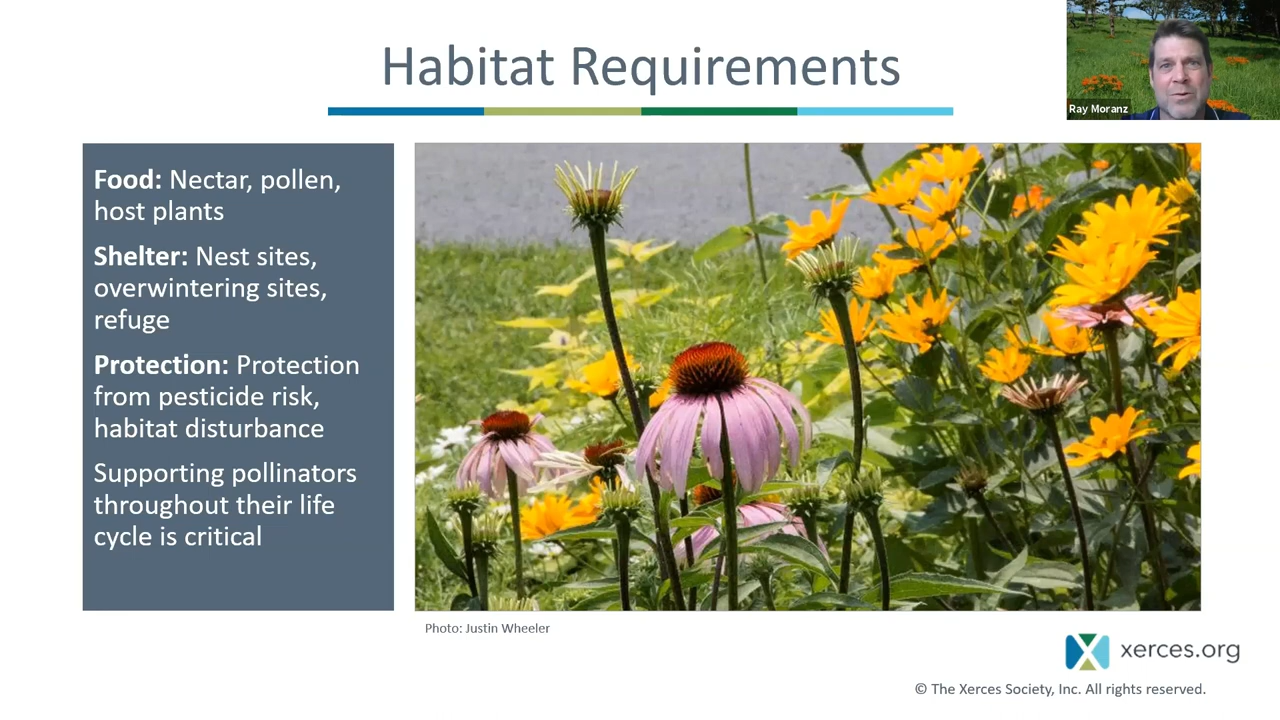 Habitat Requirements
Ray Moranz
Food: Nectar, pollen,
host plants
Shelter: Nest sites,
overwintering sites,
refuge
Protection: Protection
from pesticide risk,
habitat disturbance
Supporting pollinators
throughout their life
cycle is critical
Photo: Justin Wheeler
xerces.org
© The Xerces Society, Inc. All rights reserved.